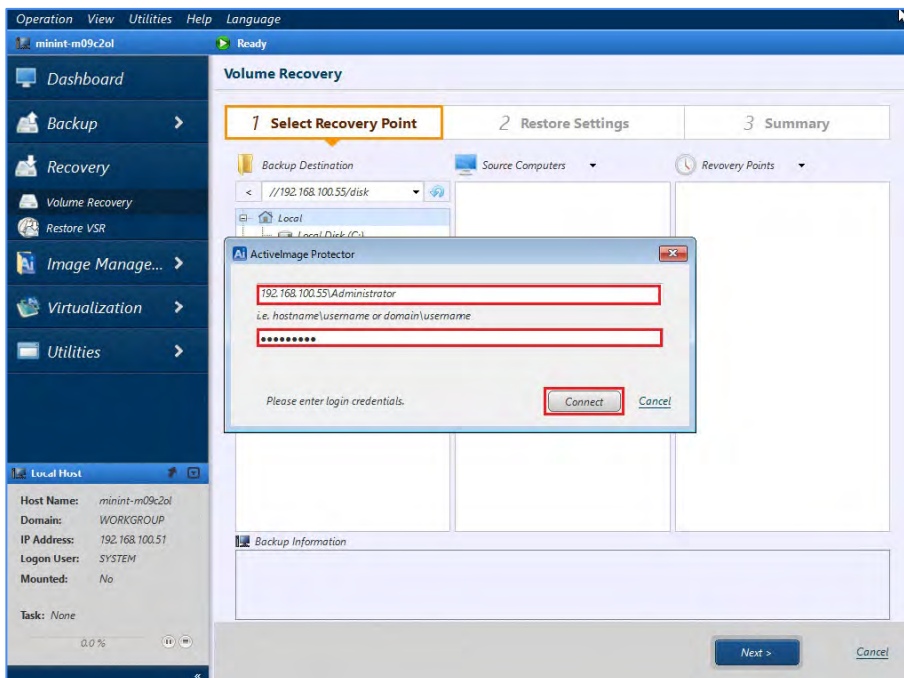 Operation View Utilities Help Language
minint-m09c2ol
Ready
Dashboard
Backup
Recovery
Volume Recovery
Restore VSR
Image Manage...
Virtualization
Utilities
Volume Recovery
1 Select Recovery Point
2 Restore Settings
3 Summary
Backup Destination
Source Computers
Revovery Points
< //192.168.100.55/disk
Local
Local Disk (C:)
Ai ActiveImage Protector
192.168.100.55\Administrator
i.e. hostname\username or domain\username
•••••••••
Please enter login credentials.
Connect
Cancel
Local Host
Host Name: minint-m09c2ol
Domain: WORKGROUP
IP Address: 192.168.100.51
Logon User: SYSTEM
Mounted: No
Task: None
0.0 %
Backup Information
Next >
Cancel
«